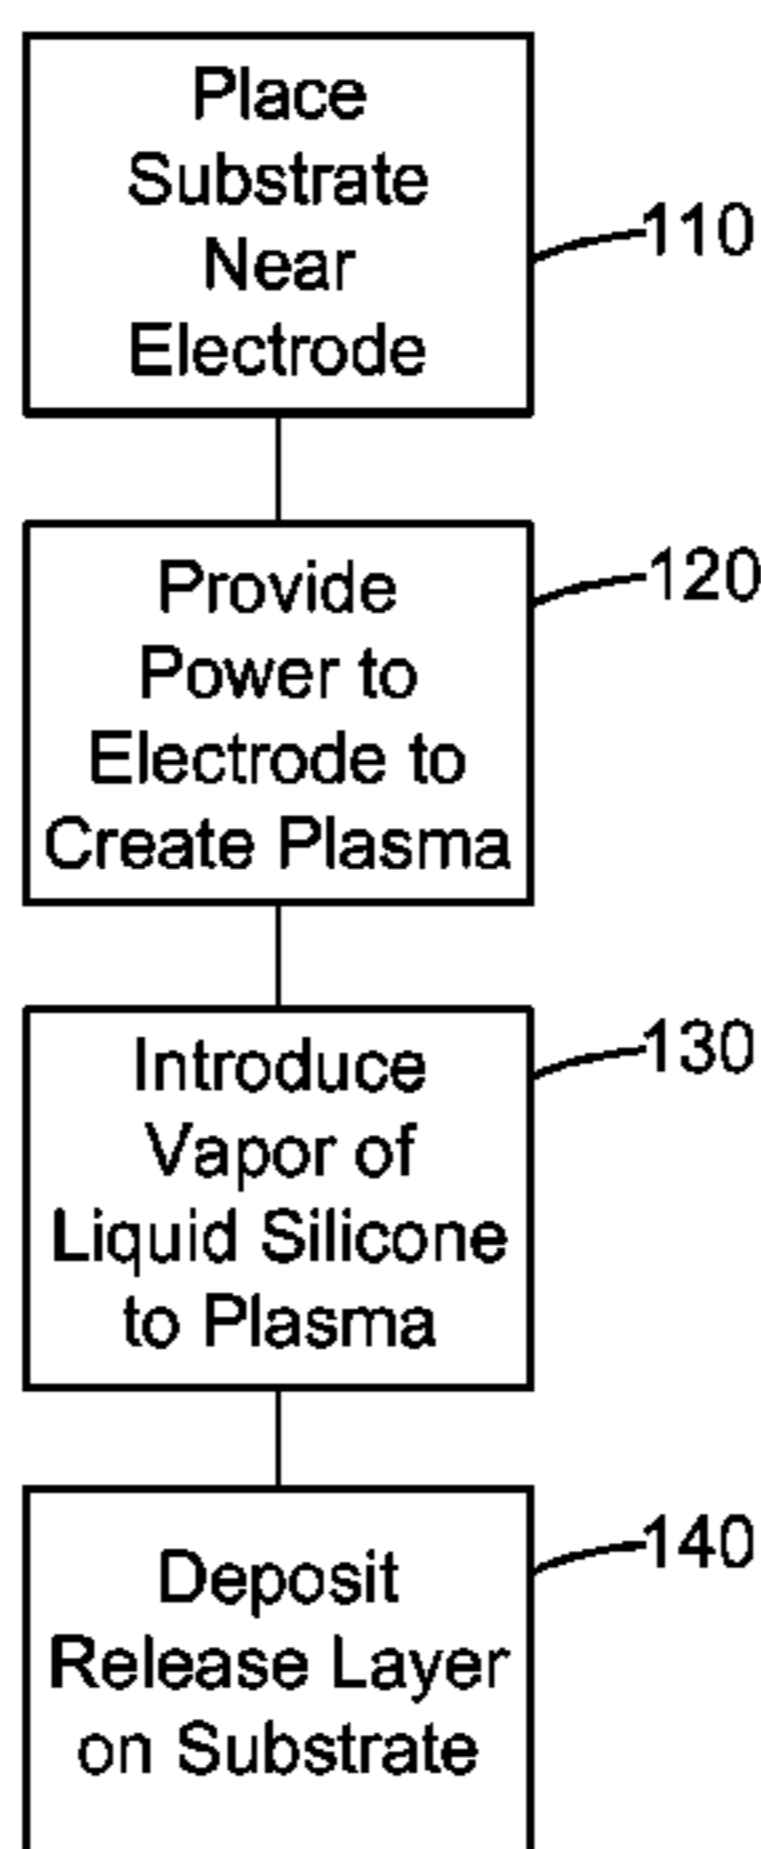 Place
Substrate
Near
Electrode
110
Provide
Power to
Electrode to
Create Plasma
120
Introduce
Vapor of
Liquid Silicone
to Plasma
130
Deposit
Release Layer
on Substrate
140